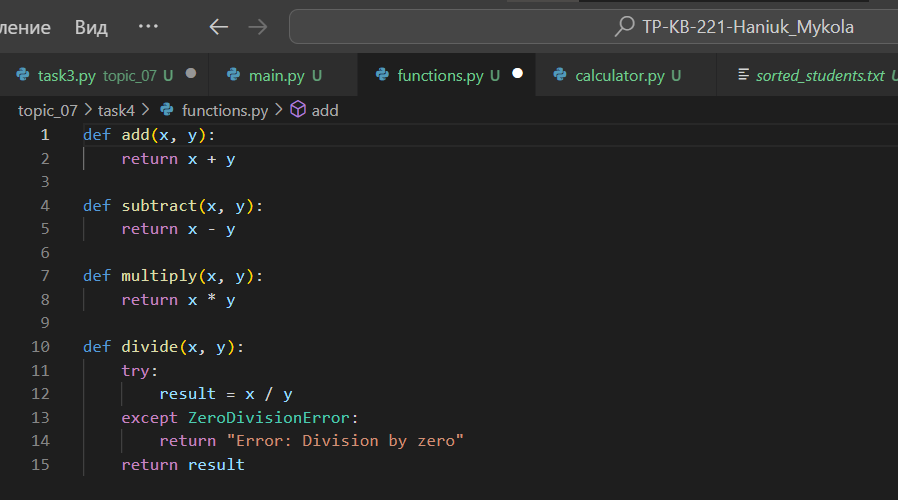 ление Вид ··· ← → TP-KB-221-Haniuk_Mykola
task3.py topic_07 U ● main.py U functions.py U ● calculator.py U sorted_students.txt U
topic_07 > task4 > functions.py > add
1 def add(x, y):
2     return x + y
3
4 def subtract(x, y):
5     return x - y
6
7 def multiply(x, y):
8     return x * y
9
10 def divide(x, y):
11     try:
12         result = x / y
13     except ZeroDivisionError:
14         return "Error: Division by zero"
15     return result